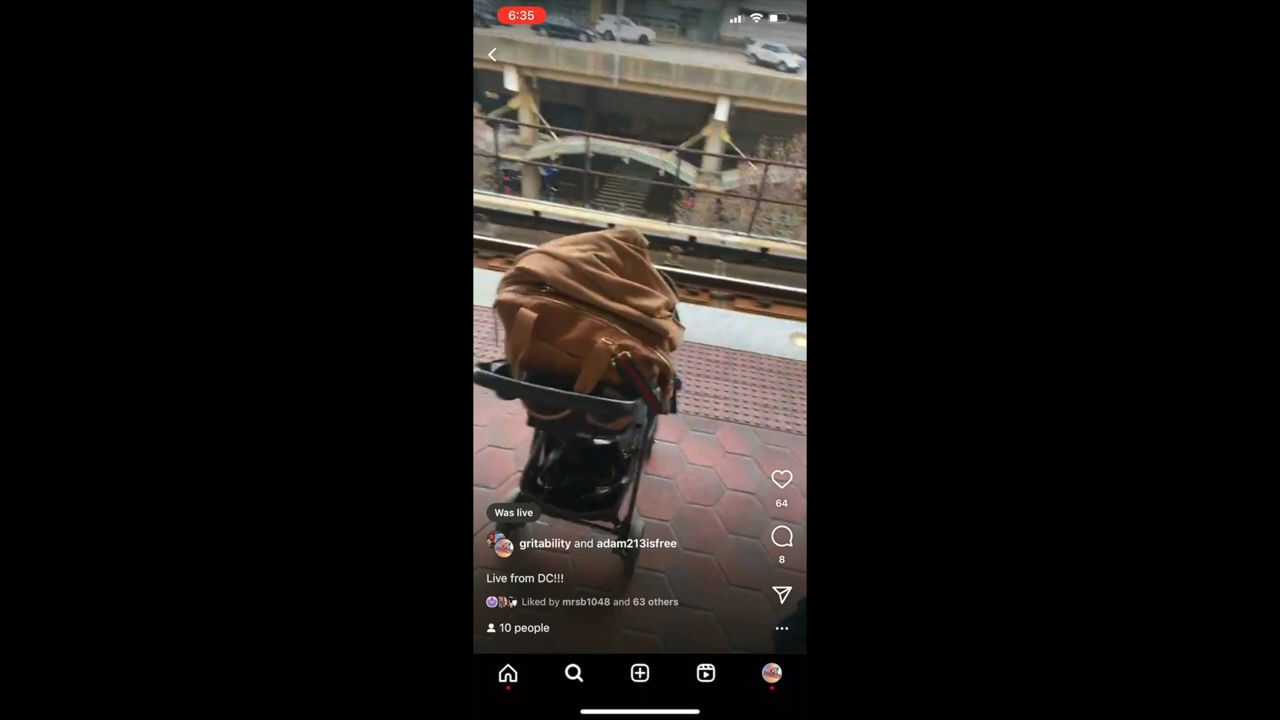 6:35
64
Was live
gritability and adam213isfree
8
Live from DC!!!
Liked by mrsb1048 and 63 others
10 people